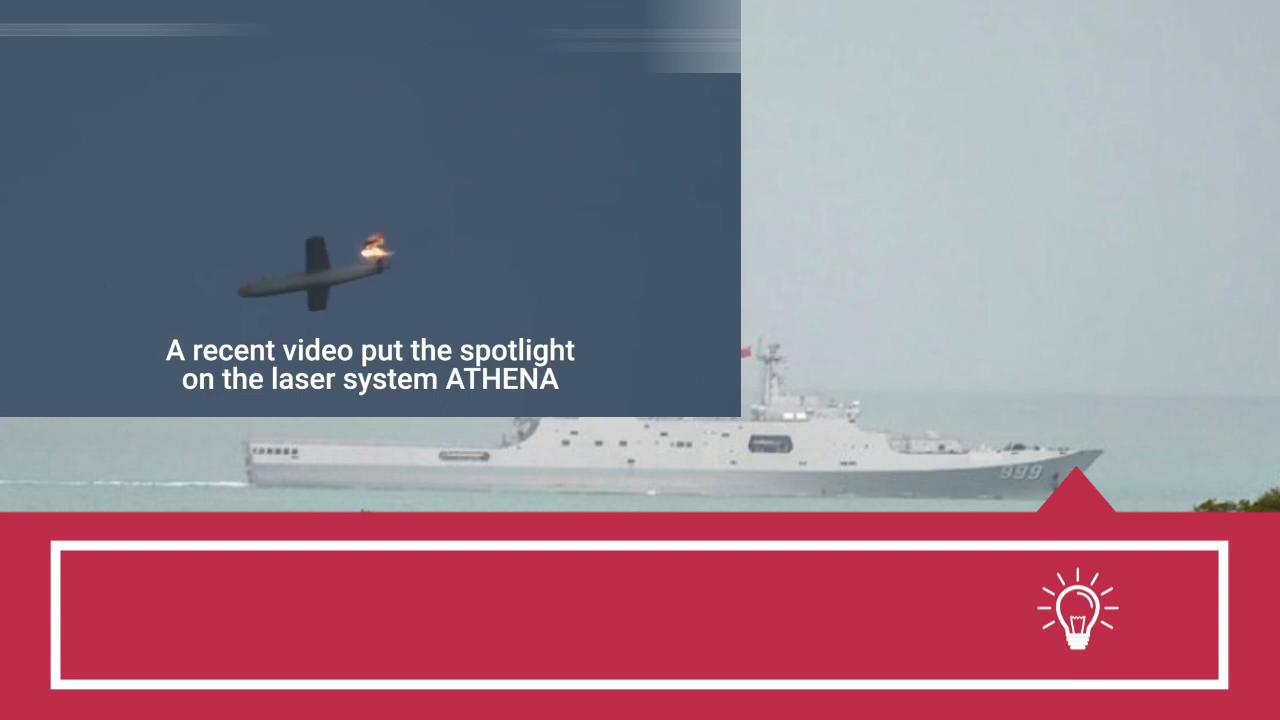 A recent video put the spotlight
on the laser system ATHENA
999